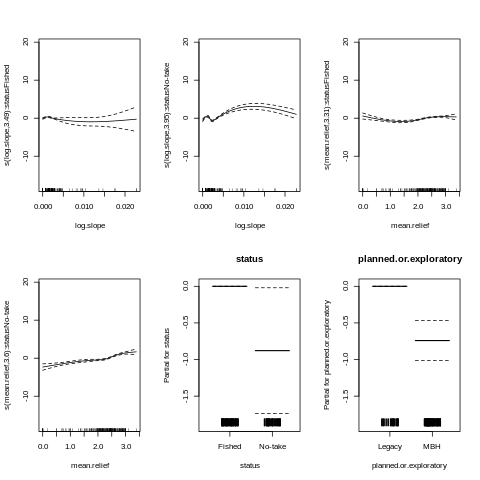 s(log.slope,3.49):statusFished
20
10
0
-10
0.000
0.010
0.020
log.slope
s(log.slope,3.95):statusNo-take
20
10
0
-10
0.000
0.010
0.020
log.slope
s(mean.relief,3.31):statusFished
20
10
0
-10
0.0
1.0
2.0
3.0
mean.relief
s(mean.relief,3.6):statusNo-take
20
10
0
-10
0.0
1.0
2.0
3.0
mean.relief
status
Partial for status
0.0
-0.5
-1.0
-1.5
Fished
No-take
status
planned.or.exploratory
Partial for planned.or.exploratory
0.0
-0.5
-1.0
-1.5
Legacy
MBH
planned.or.exploratory